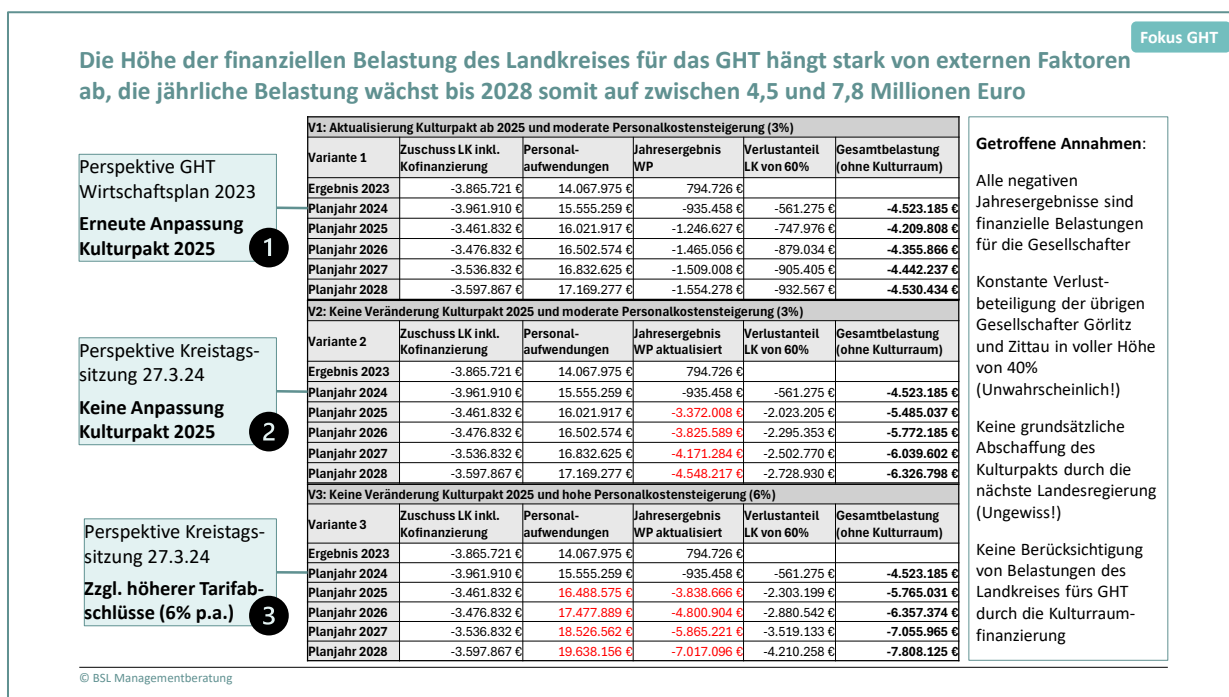 Fokus GHT
Die Höhe der finanziellen Belastung des Landkreises für das GHT hängt stark von externen Faktoren
ab, die jährliche Belastung wächst bis 2028 somit auf zwischen 4,5 und 7,8 Millionen Euro
Perspektive GHT
Wirtschaftsplan 2023
Erneute Anpassung
Kulturpakt 2025
1
V1: Aktualisierung Kulturpakt ab 2025 und moderate Personalkostensteigerung (3%)
Variante 1 Zuschuss LK inkl. Kofinanzierung Personal-aufwendungen Jahresergebnis WP Verlustanteil LK von 60% Gesamtbelastung (ohne Kulturraum)
Ergebnis 2023 -3.865.721 € 14.067.975 € 794.726 €
Planjahr 2024 -3.961.910 € 15.555.259 € -935.458 € -561.275 € -4.523.185 €
Planjahr 2025 -3.461.832 € 16.021.917 € -1.246.627 € -747.976 € -4.209.808 €
Planjahr 2026 -3.476.832 € 16.502.574 € -1.465.056 € -879.034 € -4.355.866 €
Planjahr 2027 -3.536.832 € 16.832.625 € -1.509.008 € -905.405 € -4.442.237 €
Planjahr 2028 -3.597.867 € 17.169.277 € -1.554.278 € -932.567 € -4.530.434 €
Perspektive Kreistags-
sitzung 27.3.24
Keine Anpassung
Kulturpakt 2025
2
V2: Keine Veränderung Kulturpakt 2025 und moderate Personalkostensteigerung (3%)
Variante 2 Zuschuss LK inkl. Kofinanzierung Personal-aufwendungen Jahresergebnis WP aktualisiert Verlustanteil LK von 60% Gesamtbelastung (ohne Kulturraum)
Ergebnis 2023 -3.865.721 € 14.067.975 € 794.726 €
Planjahr 2024 -3.961.910 € 15.555.259 € -935.458 € -561.275 € -4.523.185 €
Planjahr 2025 -3.461.832 € 16.021.917 € -3.372.008 € -2.023.205 € -5.485.037 €
Planjahr 2026 -3.476.832 € 16.502.574 € -3.825.589 € -2.295.353 € -5.772.185 €
Planjahr 2027 -3.536.832 € 16.832.625 € -4.171.284 € -2.502.770 € -6.039.602 €
Planjahr 2028 -3.597.867 € 17.169.277 € -4.548.217 € -2.728.930 € -6.326.798 €
Perspektive Kreistags-
sitzung 27.3.24
Zzgl. höherer Tarifab-
schlüsse (6% p.a.)
3
V3: Keine Veränderung Kulturpakt 2025 und hohe Personalkostensteigerung (6%)
Variante 3 Zuschuss LK inkl. Kofinanzierung Personal-aufwendungen Jahresergebnis WP aktualisiert Verlustanteil LK von 60% Gesamtbelastung (ohne Kulturraum)
Ergebnis 2023 -3.865.721 € 14.067.975 € 794.726 €
Planjahr 2024 -3.961.910 € 15.555.259 € -935.458 € -561.275 € -4.523.185 €
Planjahr 2025 -3.461.832 € 16.488.575 € -3.838.666 € -2.303.199 € -5.765.031 €
Planjahr 2026 -3.476.832 € 17.477.889 € -4.800.904 € -2.880.542 € -6.357.374 €
Planjahr 2027 -3.536.832 € 18.526.562 € -5.865.221 € -3.519.133 € -7.055.965 €
Planjahr 2028 -3.597.867 € 19.638.156 € -7.017.096 € -4.210.258 € -7.808.125 €
Getroffene Annahmen:
Alle negativen
Jahresergebnisse sind
finanzielle Belastungen
für die Gesellschafter
Konstante Verlust-
beteiligung der übrigen
Gesellschafter Görlitz
und Zittau in voller Höhe
von 40%
(Unwahrscheinlich!)
Keine grundsätzliche
Abschaffung des
Kulturpakts durch die
nächste Landesregierung
(Ungewiss!)
Keine Berücksichtigung
von Belastungen des
Landkreises fürs GHT
durch die Kulturraum-
finanzierung
© BSL Managementberatung